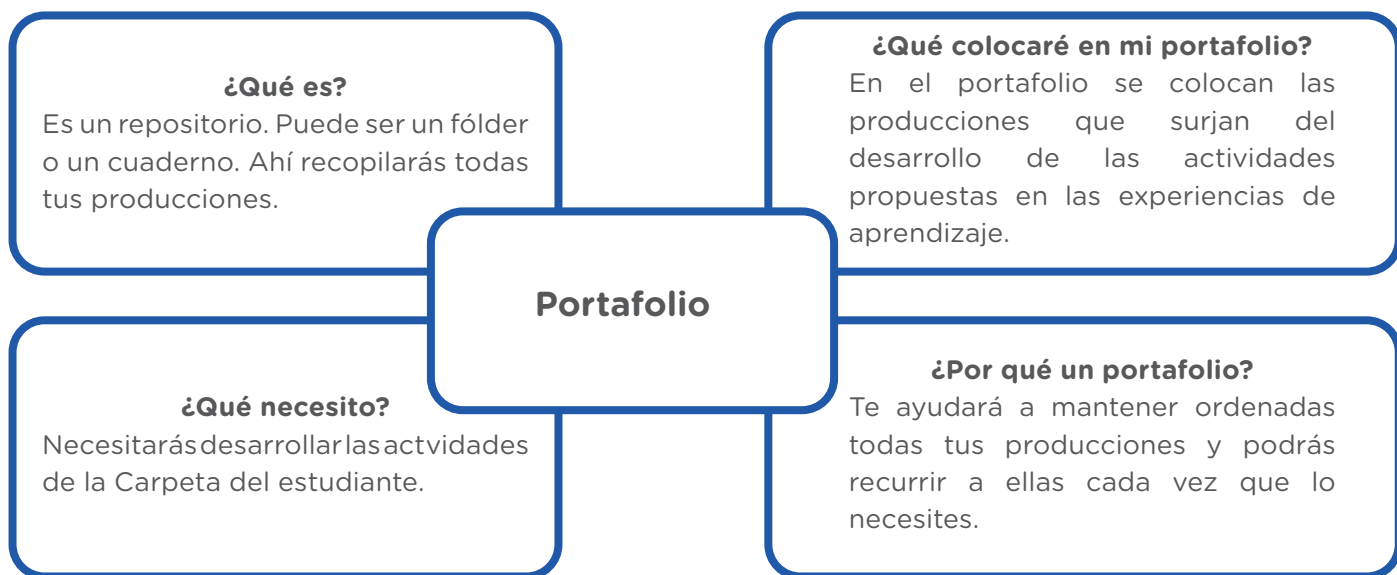 ¿Qué es?
Es un repositorio. Puede ser un fólder
o un cuaderno. Ahí recopilarás todas
tus producciones.
¿Qué colocaré en mi portafolio?
En el portafolio se colocan las
producciones que surjan del
desarrollo de las actividades
propuestas en las experiencias de
aprendizaje.
Portafolio
¿Qué necesito?
Necesitarás desarrollar las actvidades
de la Carpeta del estudiante.
¿Por qué un portafolio?
Te ayudará a mantener ordenadas
todas tus producciones y podrás
recurrir a ellas cada vez que lo
necesites.